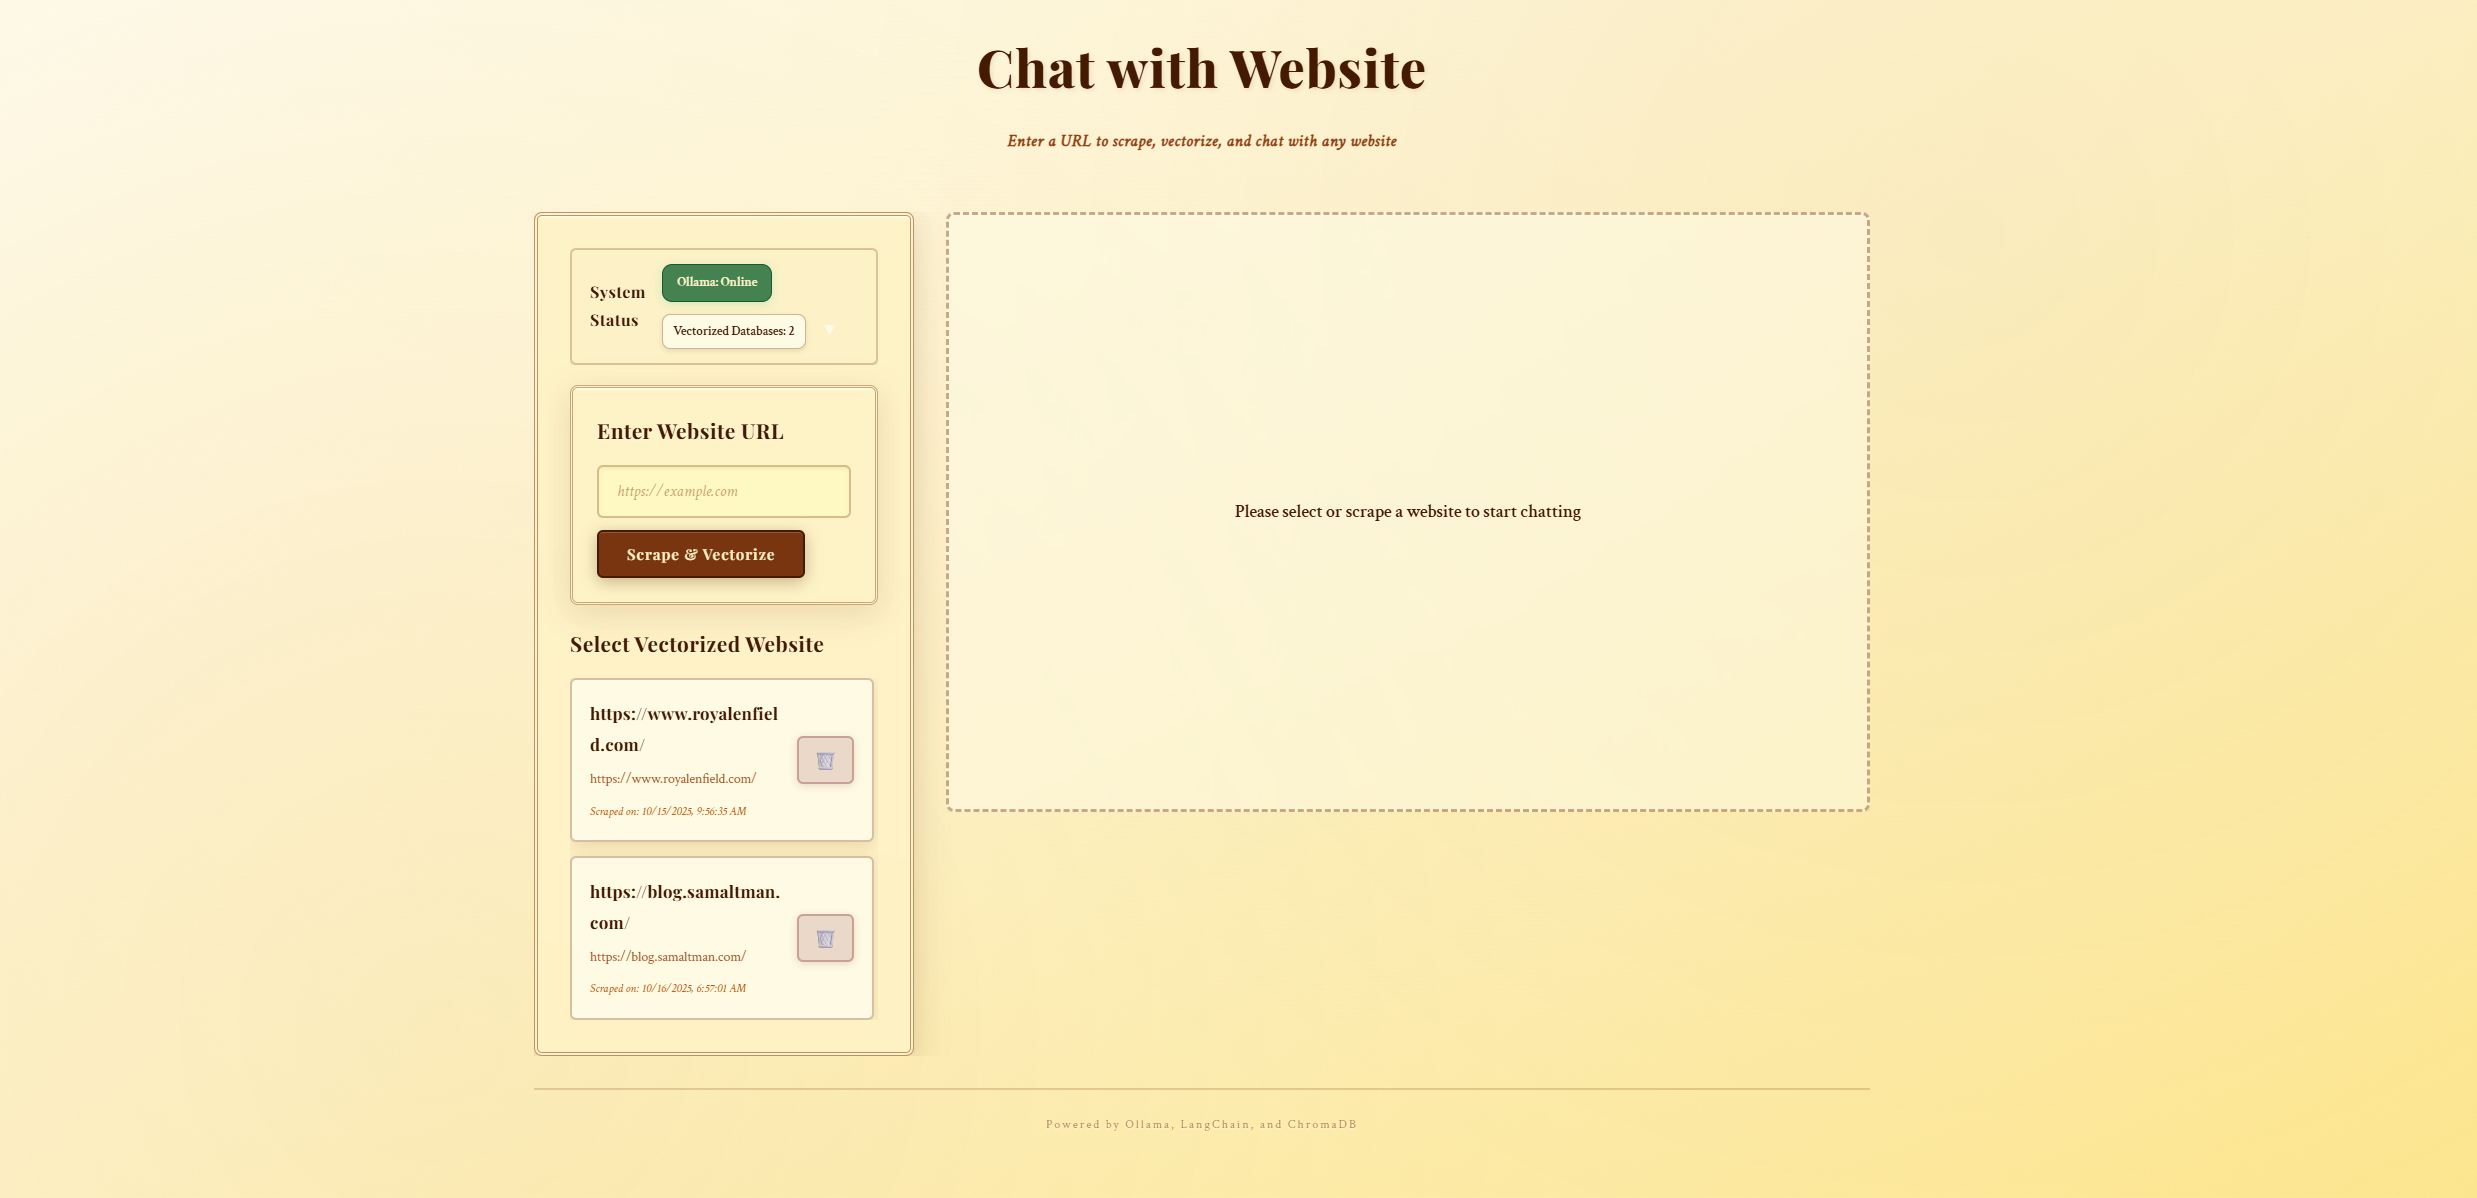 Chat with Website
Enter a URL to scrape, vectorize, and chat with any website
System
Status
Ollama: Online
Vectorized Databases: 2
Enter Website URL
https://example.com
Scrape & Vectorize
Select Vectorized Website
https://www.royalenfiel
d.com/
https://www.royalenfield.com/
Scraped on: 10/15/2025, 9:56:35 AM
https://blog.samaltman.
com/
https://blog.samaltman.com/
Scraped on: 10/16/2025, 6:57:01 AM
Please select or scrape a website to start chatting
Powered by Ollama, LangChain, and ChromaDB